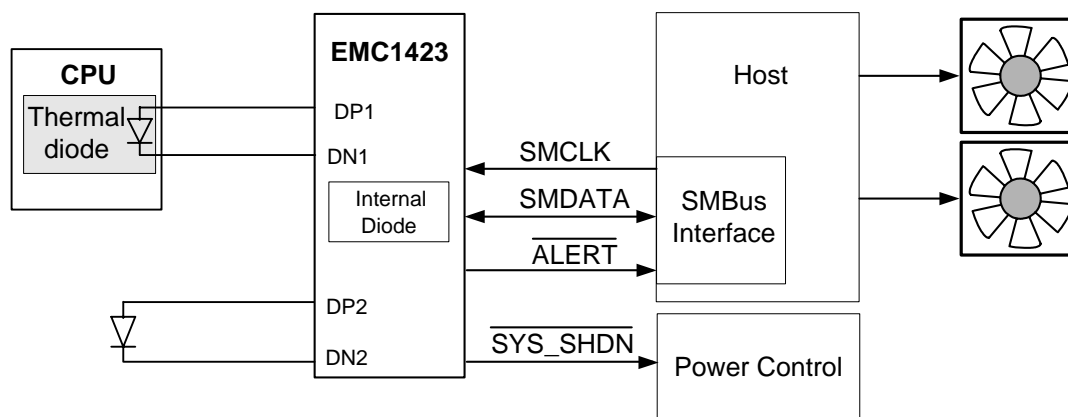 CPU
Thermal
diode
EMC1423
DP1
DN1
Internal
Diode
DP2
DN2
SMCLK
SMDATA
ALERT
SYS_SHDN
Host
SMBus
Interface
Power Control